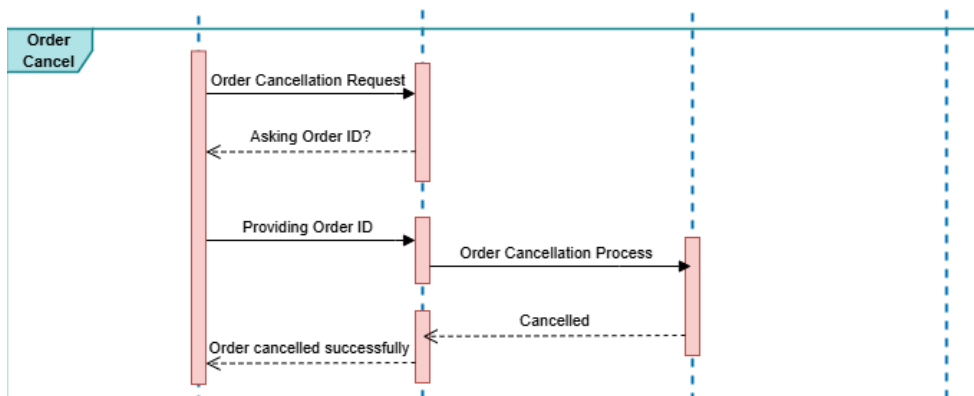 Order
Cancel
Order Cancellation Request
Asking Order ID?
Providing Order ID
Order Cancellation Process
Cancelled
Order cancelled successfully